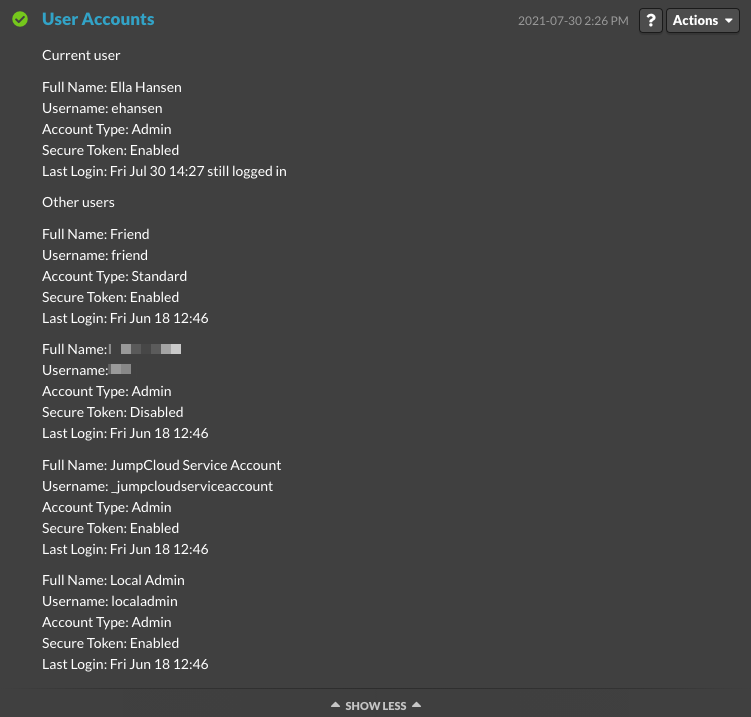 User Accounts
2021-07-30 2:26 PM
?
Actions
Current user
Full Name: Ella Hansen
Username: ehansen
Account Type: Admin
Secure Token: Enabled
Last Login: Fri Jul 30 14:27 still logged in
Other users
Full Name: Friend
Username: friend
Account Type: Standard
Secure Token: Enabled
Last Login: Fri Jun 18 12:46
Full Name:
Username:
Account Type: Admin
Secure Token: Disabled
Last Login: Fri Jun 18 12:46
Full Name: JumpCloud Service Account
Username: _jumpcloudserviceaccount
Account Type: Admin
Secure Token: Enabled
Last Login: Fri Jun 18 12:46
Full Name: Local Admin
Username: localadmin
Account Type: Admin
Secure Token: Enabled
Last Login: Fri Jun 18 12:46
SHOW LESS